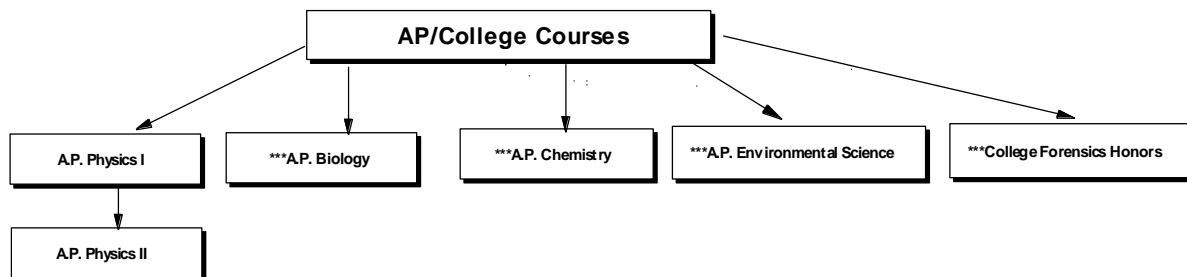 AP/College Courses
A.P. Physics I
***A.P. Biology
***A.P. Chemistry
***A.P. Environmental Science
***College Forensics Honors
A.P. Physics II